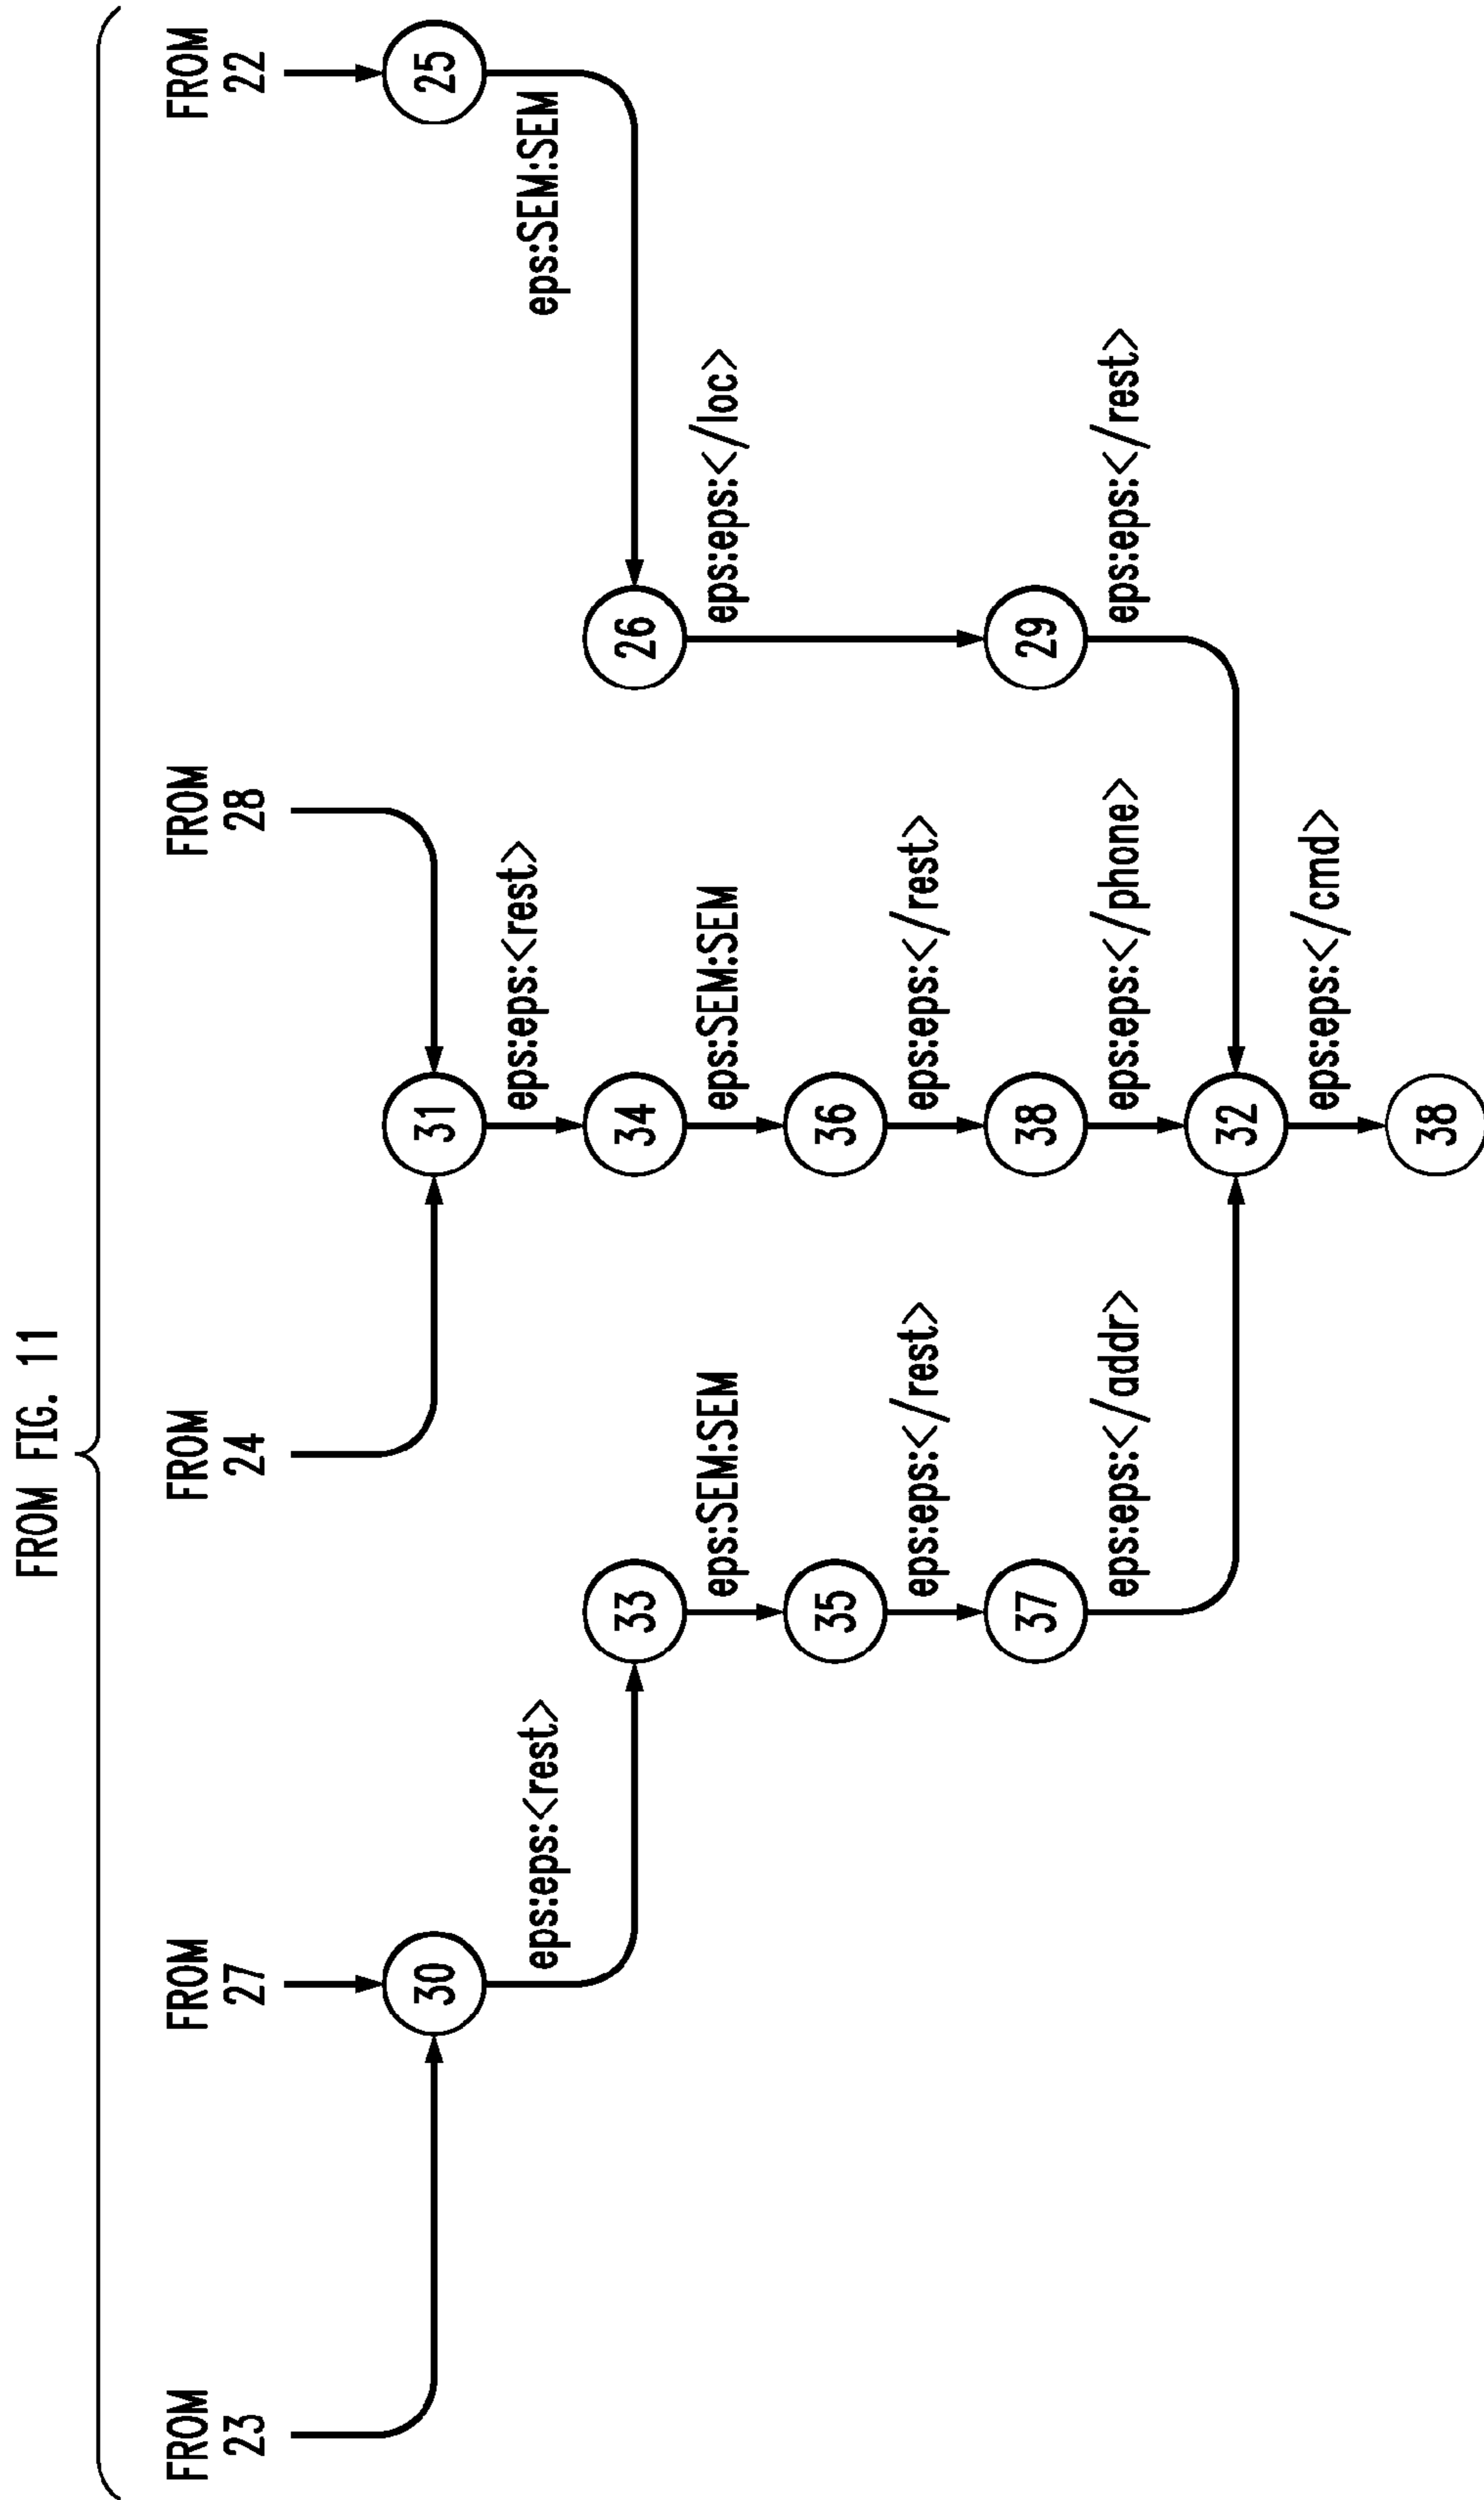 FROM FIG. 11
FROM
23
FROM
27
FROM
24
FROM
28
FROM
22
30
31
25
eps:eps:<rest>
eps:eps:<rest>
eps:SEM:SEM
33
34
26
eps:SEM:SEM
eps:SEM:SEM
eps:eps:</loc>
35
36
eps:eps:</rest>
eps:eps:</rest>
37
38
29
eps:eps:</addr>
eps:eps:</phone>
eps:eps:</rest>
32
eps:eps:</cmd>
38